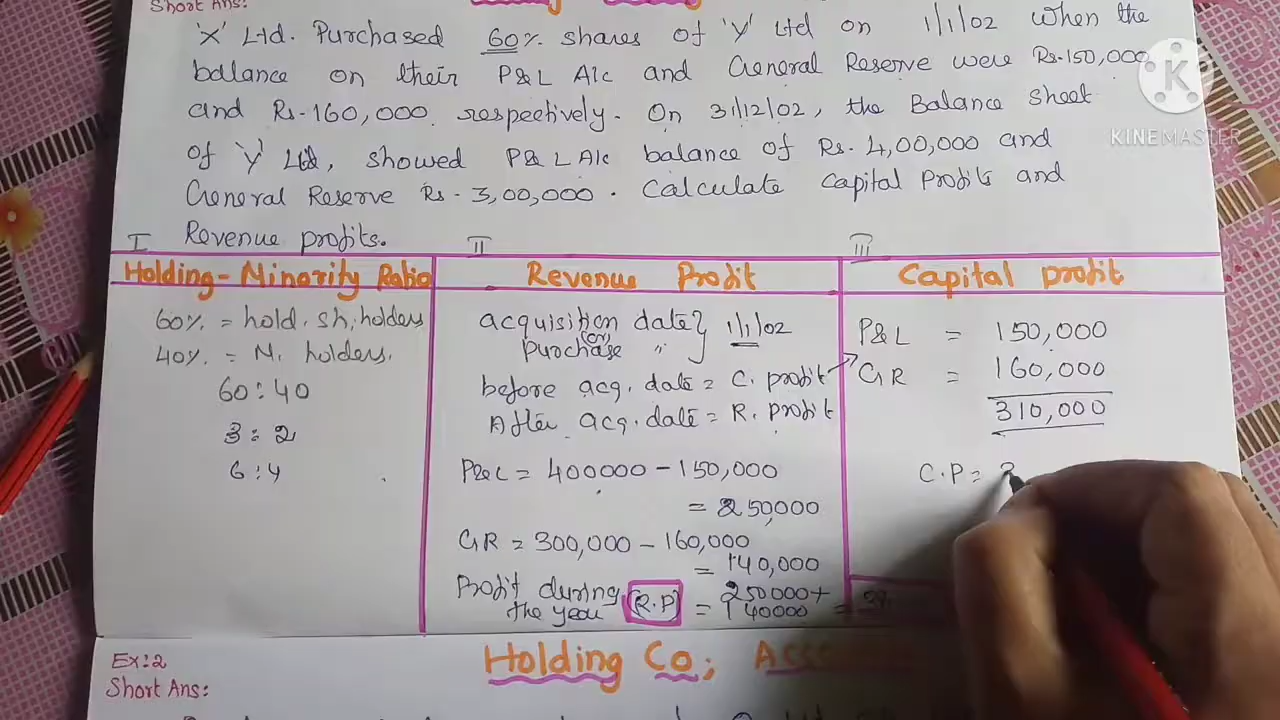 Short Ans:
'X' Ltd. Purchased 60% shares of 'Y' Ltd on 1/1/02 when the
balance on their P&L A/c and General Reserve were Rs.150,000
and Rs.160,000 respectively. On 31/12/02, the Balance Sheet
of 'Y' Ltd, showed P&L A/c balance of Rs. 4,00,000 and
General Reserve Rs. 3,00,000. Calculate Capital Profits and
Revenue profits.
I II III
Holding-Minority Ratio
60% = hold. sh. holders
40% = M. holders.
60:40
3:2
6:4
Revenue Profit
acquisition date} 1/1/02
(or)
purchase "
before acq. date = C. profit
After acq. date = R. profit
P&L = 400000 - 150,000
= 250,000
GR = 300,000 - 160,000
= 140,000
Profit during the year (R.P) = 250000+
140000 =
Capital profit
P&L = 150,000
GR = 160,000
310,000
C.P =
KINEMASTER
Ex:2
Short Ans:
Holding Co;